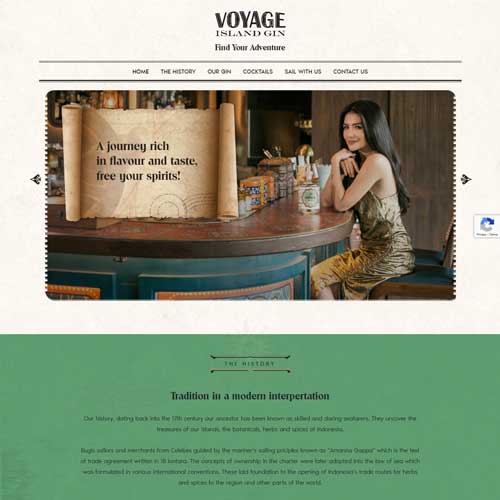 VOYAGE
ISLAND GIN
Find Your Adventure
HOME THE HISTORY OUR GIN COCKTAILS SAIL WITH US CONTACT US
A journey rich
in flavour and taste,
free your spirits!
Privacy - Terms
THE HISTORY
Tradition in a modern interpertation
Our history, dating back into the 17th century our ancestor has been known as skilled and daring seafarers. They uncover the
treasures of our islands, the botanicals, herbs and spices of Indonesia.
Bugis sailors and merchants from Celebes guided by the mariner's sailing priciples known as "Amanna Gappa" which is the text
of trade agreement written in 18 lontara. The concepts of ownership in the charter were later adapted into the law of sea which
was formulated in various international conventions. These laid foundation to the opening of Indonesia's trade routes for herbs
and spices to the region and other parts of the world.